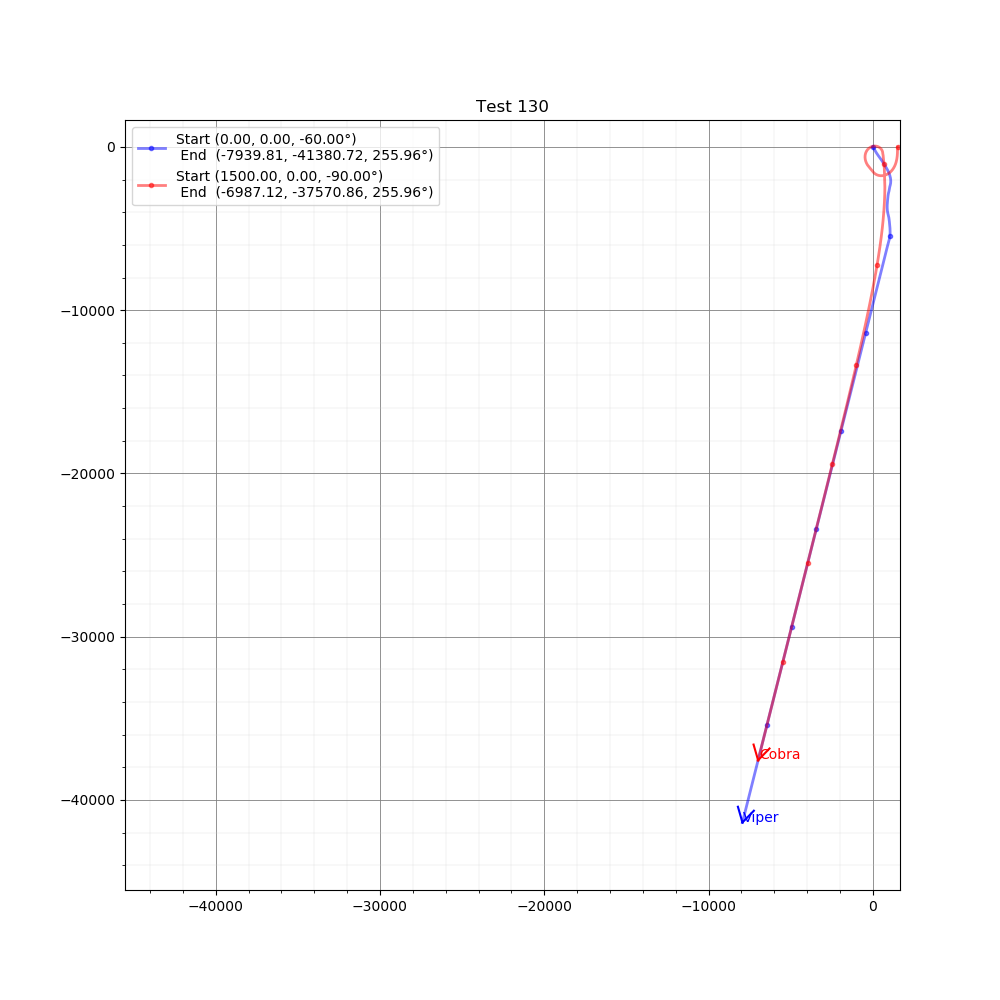 Test 130
Start (0.00, 0.00, -60.00°)
End  (-7939.81, -41380.72, 255.96°)
Start (1500.00, 0.00, -90.00°)
End  (-6987.12, -37570.86, 255.96°)
0
−10000
−20000
−30000
−40000
Cobra
Viper
−40000
−30000
−20000
−10000
0